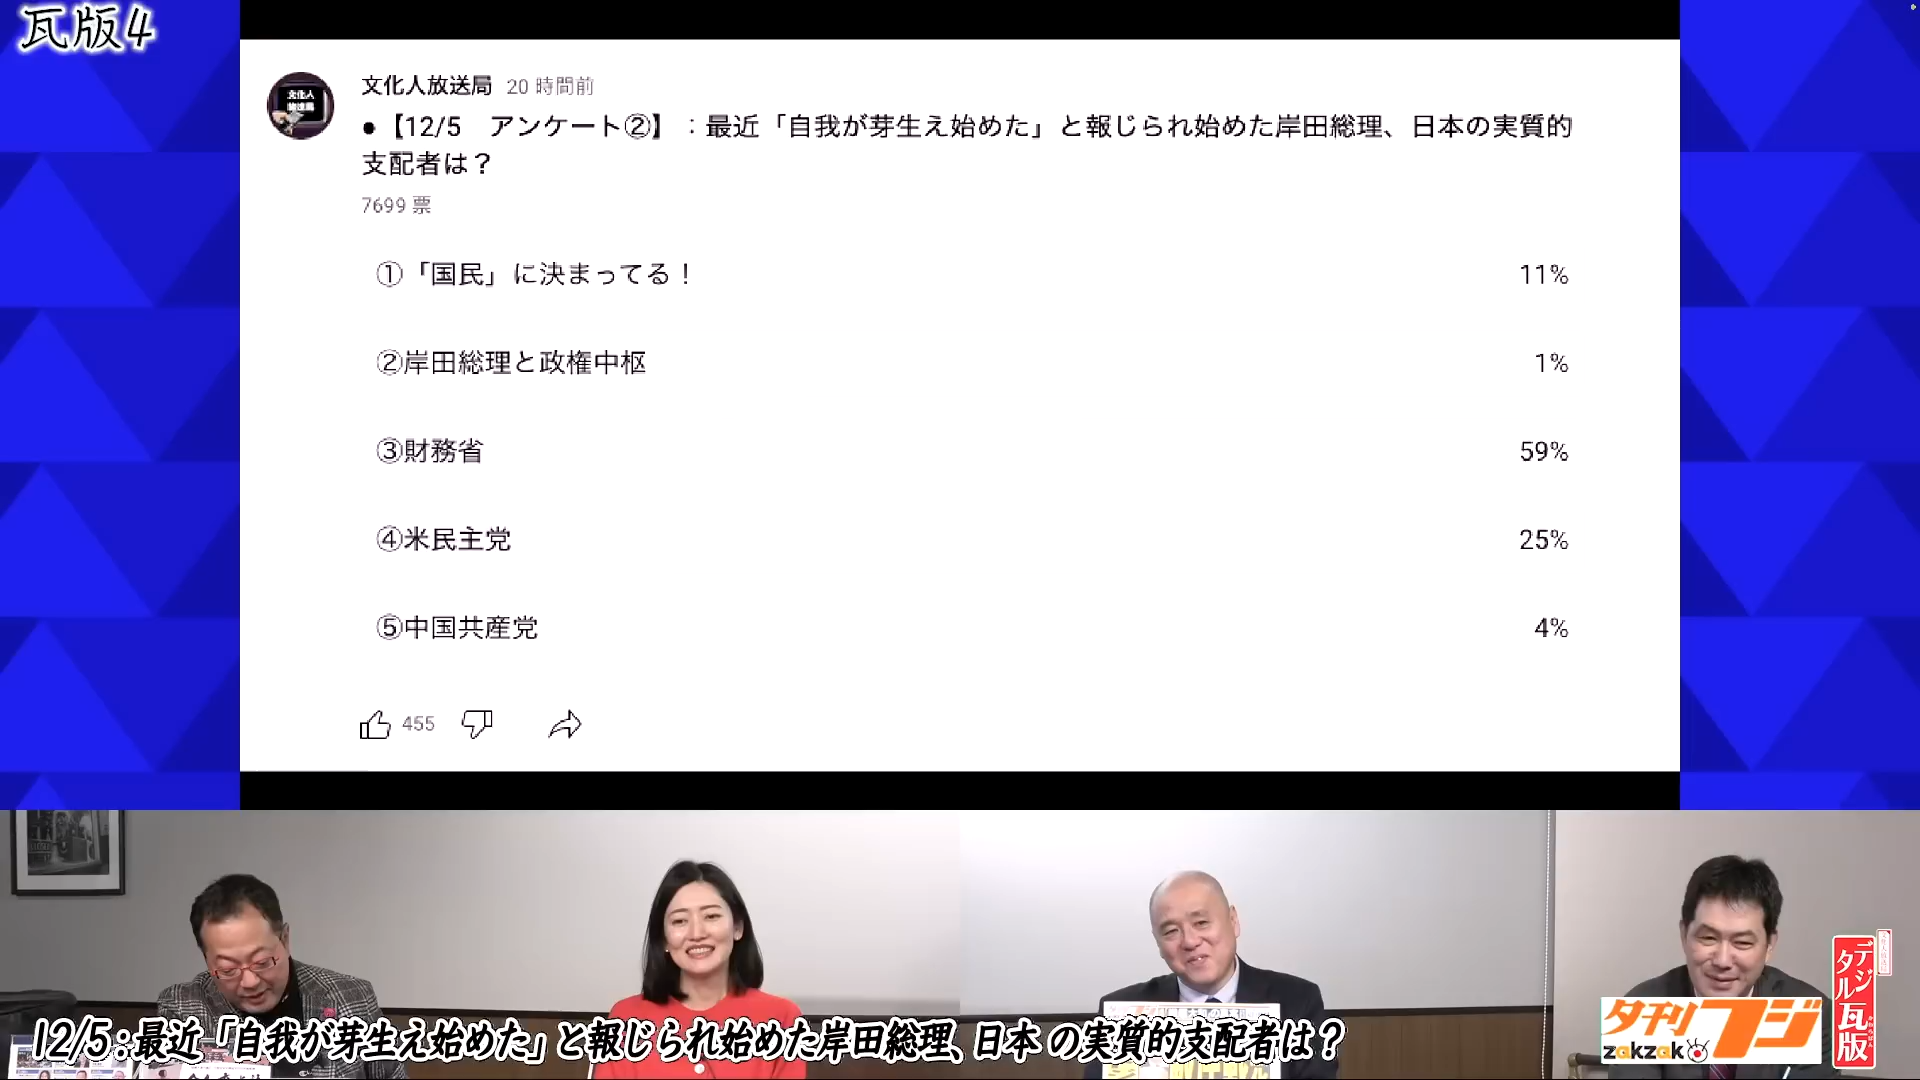 瓦版4
文化人放送局
文化人放送局 20 時間前
●【12/5 アンケート②】：最近「自我が芽生え始めた」と報じられ始めた岸田総理、日本の実質的
支配者は？
7699 票
①「国民」に決まってる！ 11%
②岸田総理と政権中枢 1%
③財務省 59%
④米民主党 25%
⑤中国共産党 4%
455
12/5：最近「自我が芽生え始めた」と報じられ始めた岸田総理、日本の実質的支配者は？
夕刊フジ
zakzak
デジタル瓦版